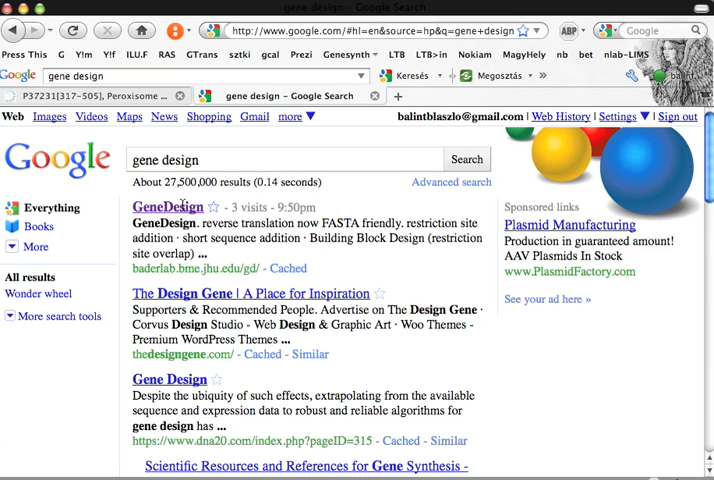 gene design - Google Search
http://www.google.com/#hl=en&source=hp&q=gene+design
ABP
Google
Press This G Y!F ILU.F RAS GTrans sztki gcal Prezi Genesynth LTB LTB>in Nokiam MagyHely nb bet nlab-LIMS
Google gene design Keresés Megosztás balint
P37231[317-505], Peroxisome ...
gene design - Google Search
Web Images Videos Maps News Shopping Gmail more
balintblaszlo@gmail.com | Web History | Settings | Sign out
Google
gene design
Search
About 27,500,000 results (0.14 seconds)
Advanced search
Everything
Books
More
All results
Wonder wheel
More search tools
GeneDesign - 3 visits - 9:50pm
GeneDesign. reverse translation now FASTA friendly. restriction site
addition · short sequence addition · Building Block Design (restriction
site overlap) ...
baderlab.bme.jhu.edu/gd/ - Cached
The Design Gene | A Place for Inspiration
Supporters & Recommended People. Advertise on The Design Gene ·
Corvus Design Studio - Web Design & Graphic Art · Woo Themes -
Premium WordPress Themes ...
thedesigngene.com/ - Cached - Similar
Gene Design
Despite the ubiquity of such effects, extrapolating from the available
sequence and expression data to robust and reliable algorithms for
gene design has ...
https://www.dna20.com/index.php?pageID=315 - Cached - Similar
Scientific Resources and References for Gene Synthesis -
Sponsored links
Plasmid Manufacturing
Production in guaranteed amount!
AAV Plasmids In Stock
www.PlasmidFactory.com
See your ad here »